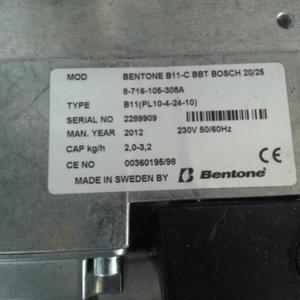 MOD BENTONE B11-C BBT BOSCH 20/25
8-716-105-305A
TYPE B11(PL10-4-24-10)
SERIAL NO 2289909
MAN. YEAR 2012 230V 50/60Hz
CAP kg/h 2,0-3,2
CE NO 00360195/98 CE
MADE IN SWEDEN BY Bentone